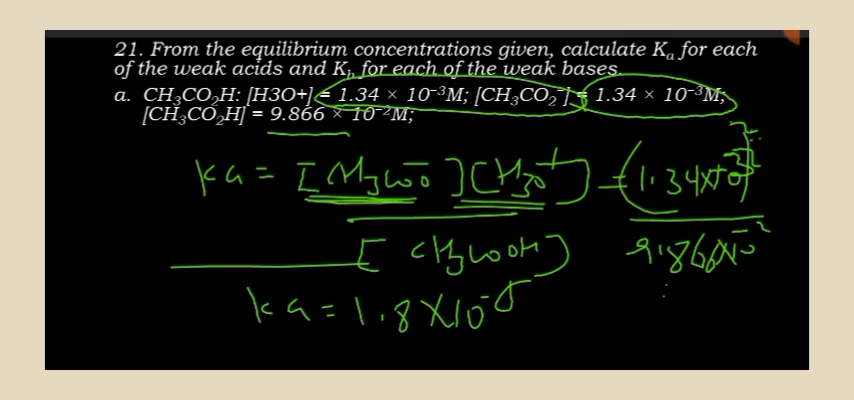 21. From the equilibrium concentrations given, calculate Kₐ for each
of the weak acids and K_b for each of the weak bases.
a. CH₃CO₂H: [H3O+] = 1.34 × 10⁻³M; [CH₃CO₂⁻] = 1.34 × 10⁻³M;
[CH₃CO₂H] = 9.866 × 10⁻²M;
ka = [CH₃COO⁻][H₃O⁺] = (1.34×10⁻³)²
[CH₃COOH] 9.866×10⁻²
ka = 1.8×10⁻⁵